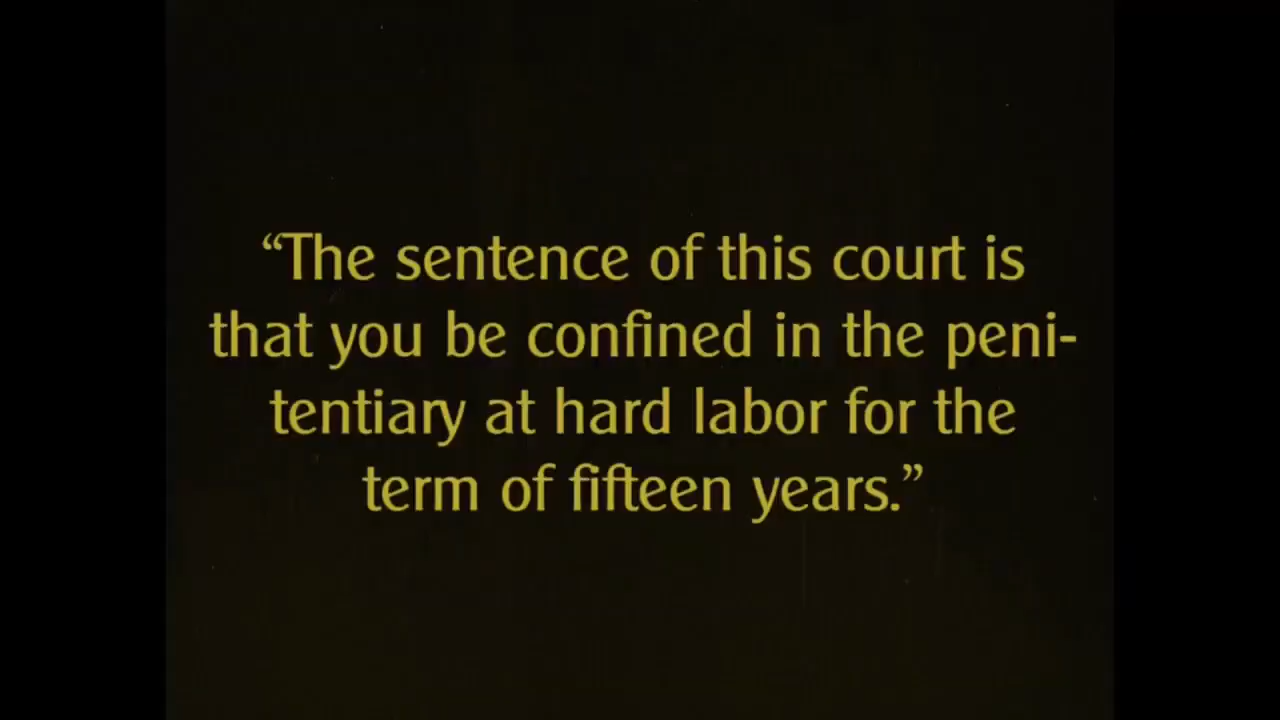 “The sentence of this court is
that you be confined in the peni-
tentiary at hard labor for the
term of fifteen years.”